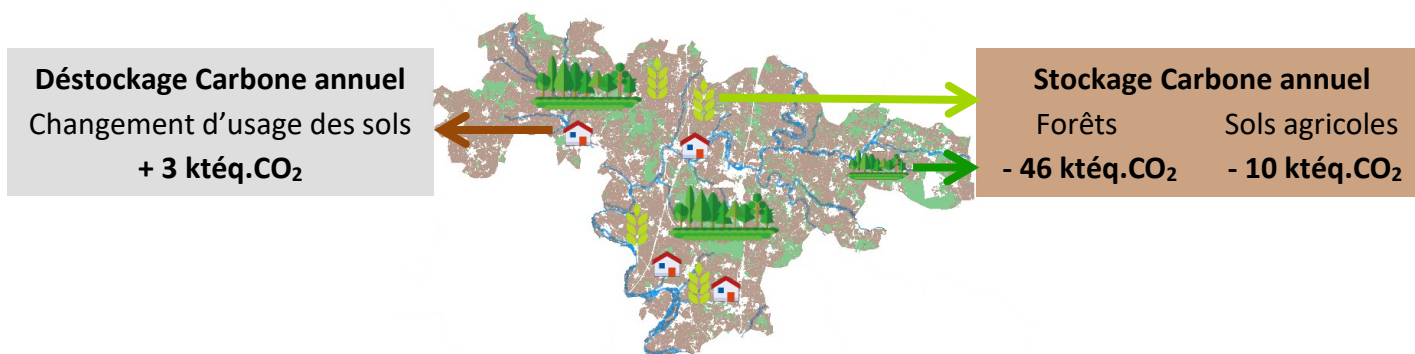 Déstockage Carbone annuel
Changement d’usage des sols
+ 3 ktéq.CO₂
Stockage Carbone annuel
Forêts Sols agricoles
- 46 ktéq.CO₂ - 10 ktéq.CO₂